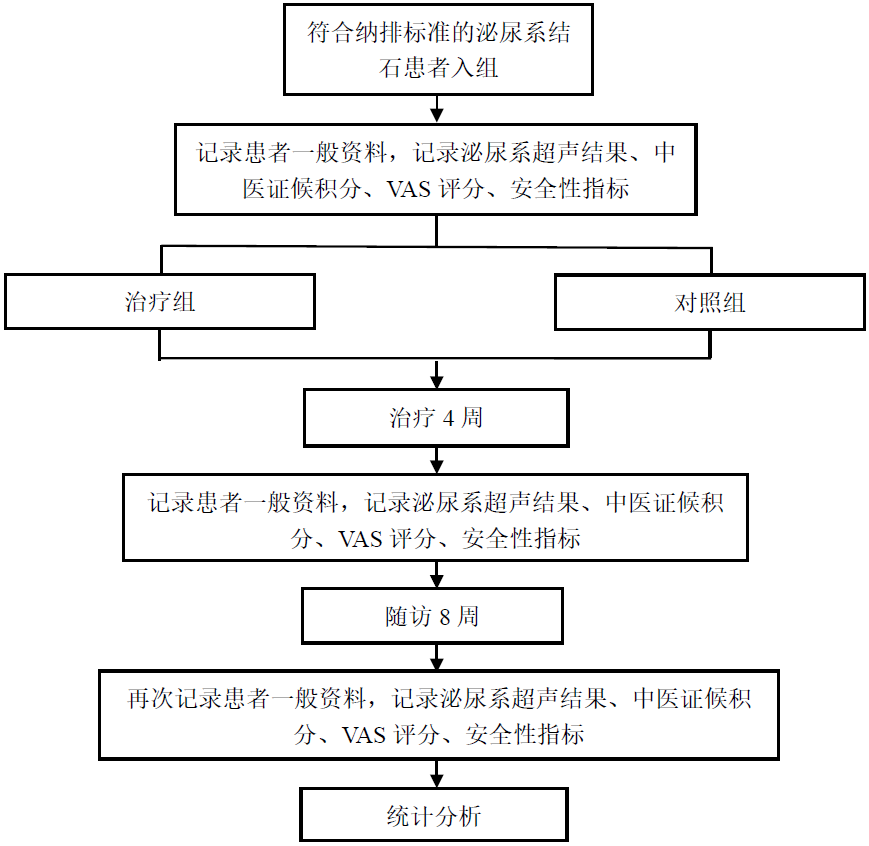 符合纳排标准的泌尿系结
石患者入组
记录患者一般资料，记录泌尿系超声结果、中
医证候积分、VAS 评分、安全性指标
治疗组
对照组
治疗 4 周
记录患者一般资料，记录泌尿系超声结果、中医证候积
分、VAS 评分、安全性指标
随访 8 周
再次记录患者一般资料，记录泌尿系超声结果、中医证候积
分、VAS 评分、安全性指标
统计分析